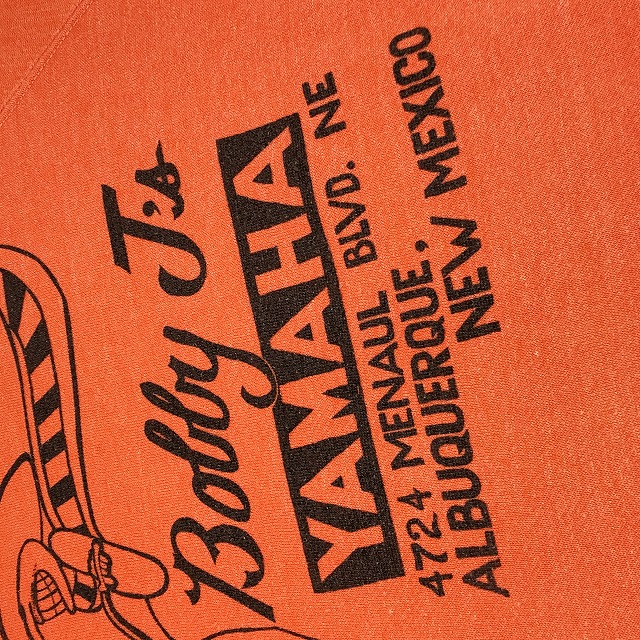 Bobby J's
YAMAHA
4724 MENAUL BLVD. NE
ALBUQUERQUE,
NEW MEXICO